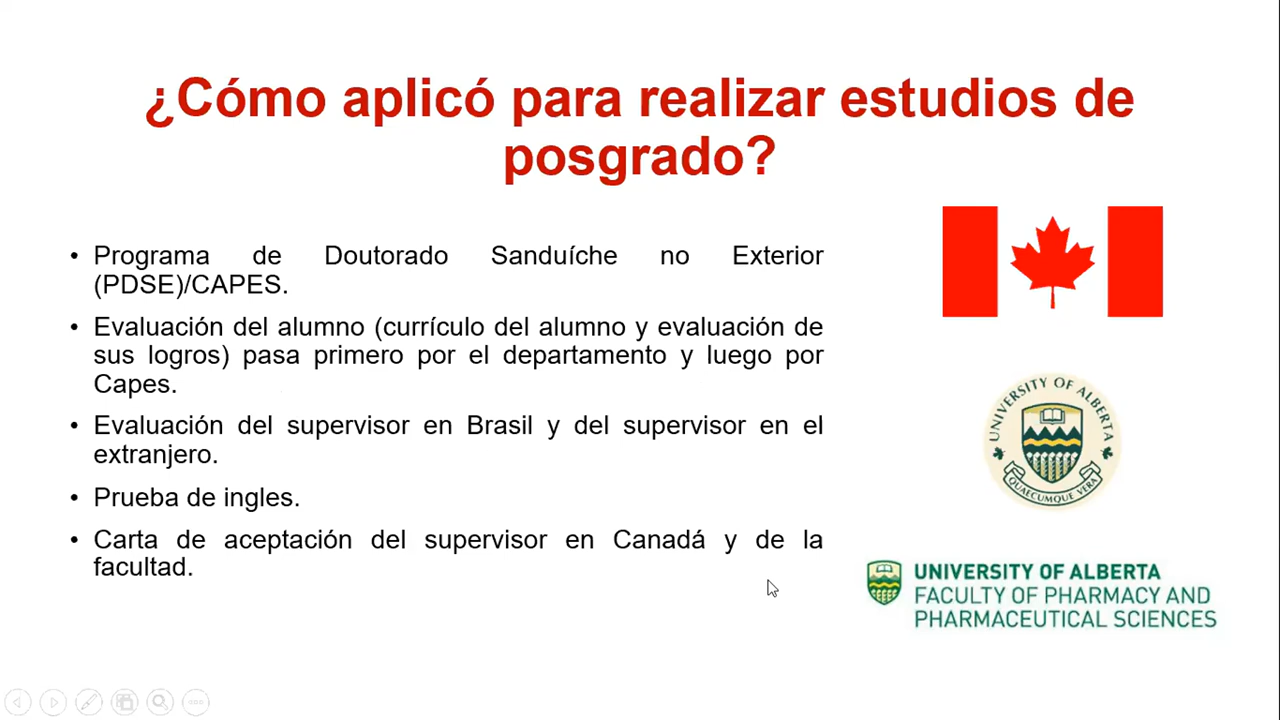 ¿Cómo aplicó para realizar estudios de
posgrado?
• Programa de Doutorado Sanduíche no Exterior
(PDSE)/CAPES.
• Evaluación del alumno (currículo del alumno y evaluación de
sus logros) pasa primero por el departamento y luego por
Capes.
• Evaluación del supervisor en Brasil y del supervisor en el
extranjero.
• Prueba de ingles.
• Carta de aceptación del supervisor en Canadá y de la
facultad.
UNIVERSITY OF ALBERTA
QUAECUMQUE VERA
UNIVERSITY OF ALBERTA
FACULTY OF PHARMACY AND
PHARMACEUTICAL SCIENCES